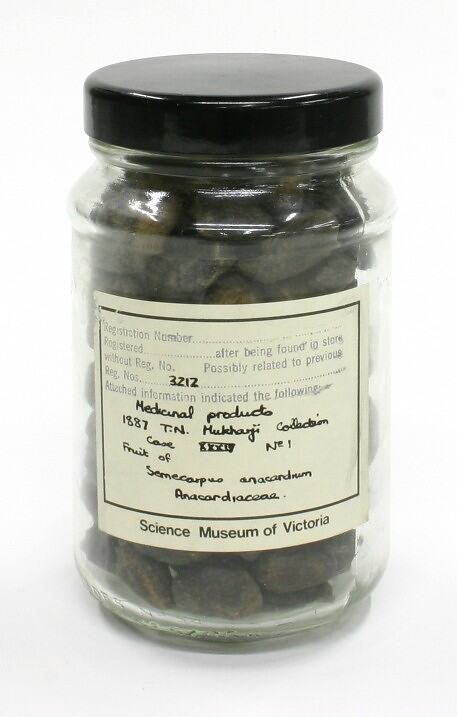 Registration Number
Registered after being found in store
without Reg. No. Possibly related to previous
Reg. Nos. 3212
Attached information indicated the following:
Medicinal products
1887 T.N. Mukharji Collection
Case No 1
Fruit of
Semecarpus anacardium
Anacardiaceae.
Science Museum of Victoria